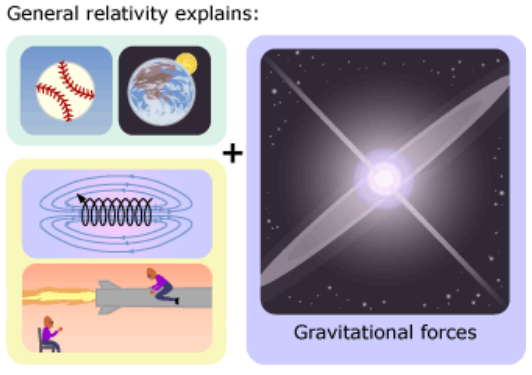 General relativity explains:
+
Gravitational forces